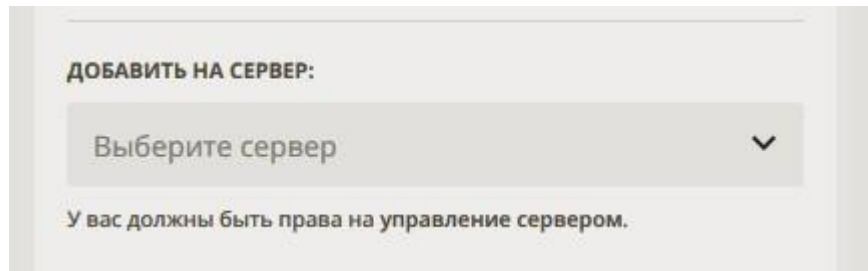 ДОБАВИТЬ НА СЕРВЕР:
Выберите сервер
У вас должны быть права на управление сервером.